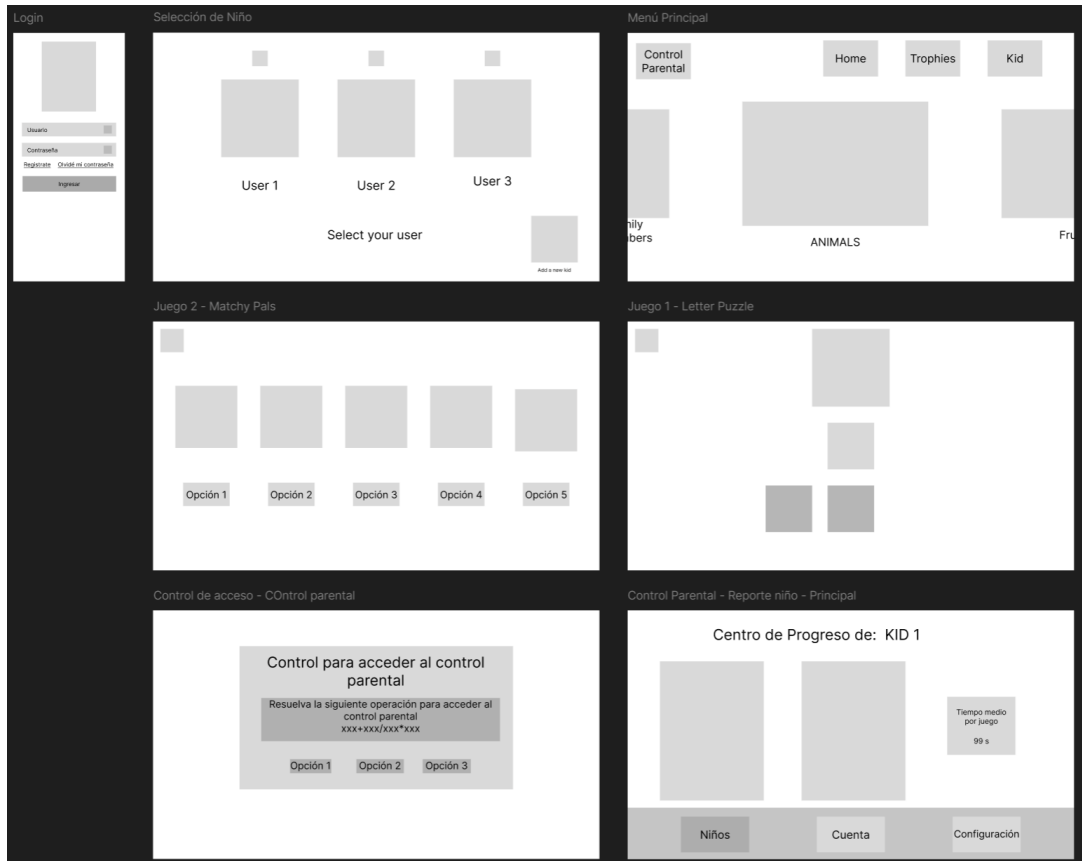 Login
Usuario
Contraseña
Registrate Olvidé mi contraseña
Ingresar
Selección de Niño
User 1 User 2 User 3
Select your user
Add a new kid
Menú Principal
Control
Parental
Home Trophies Kid
nily
nbers
ANIMALS
Fru
Juego 2 - Matchy Pals
Opción 1 Opción 2 Opción 3 Opción 4 Opción 5
Juego 1 - Letter Puzzle
Control de acceso - COntrol parental
Control para acceder al control
parental
Resuelva la siguiente operación para acceder al
control parental
xxx+xxx/xxx*xxx
Opción 1 Opción 2 Opción 3
Control Parental - Reporte niño - Principal
Centro de Progreso de: KID 1
Tiempo medio
por juego
99 s
Niños Cuenta Configuración